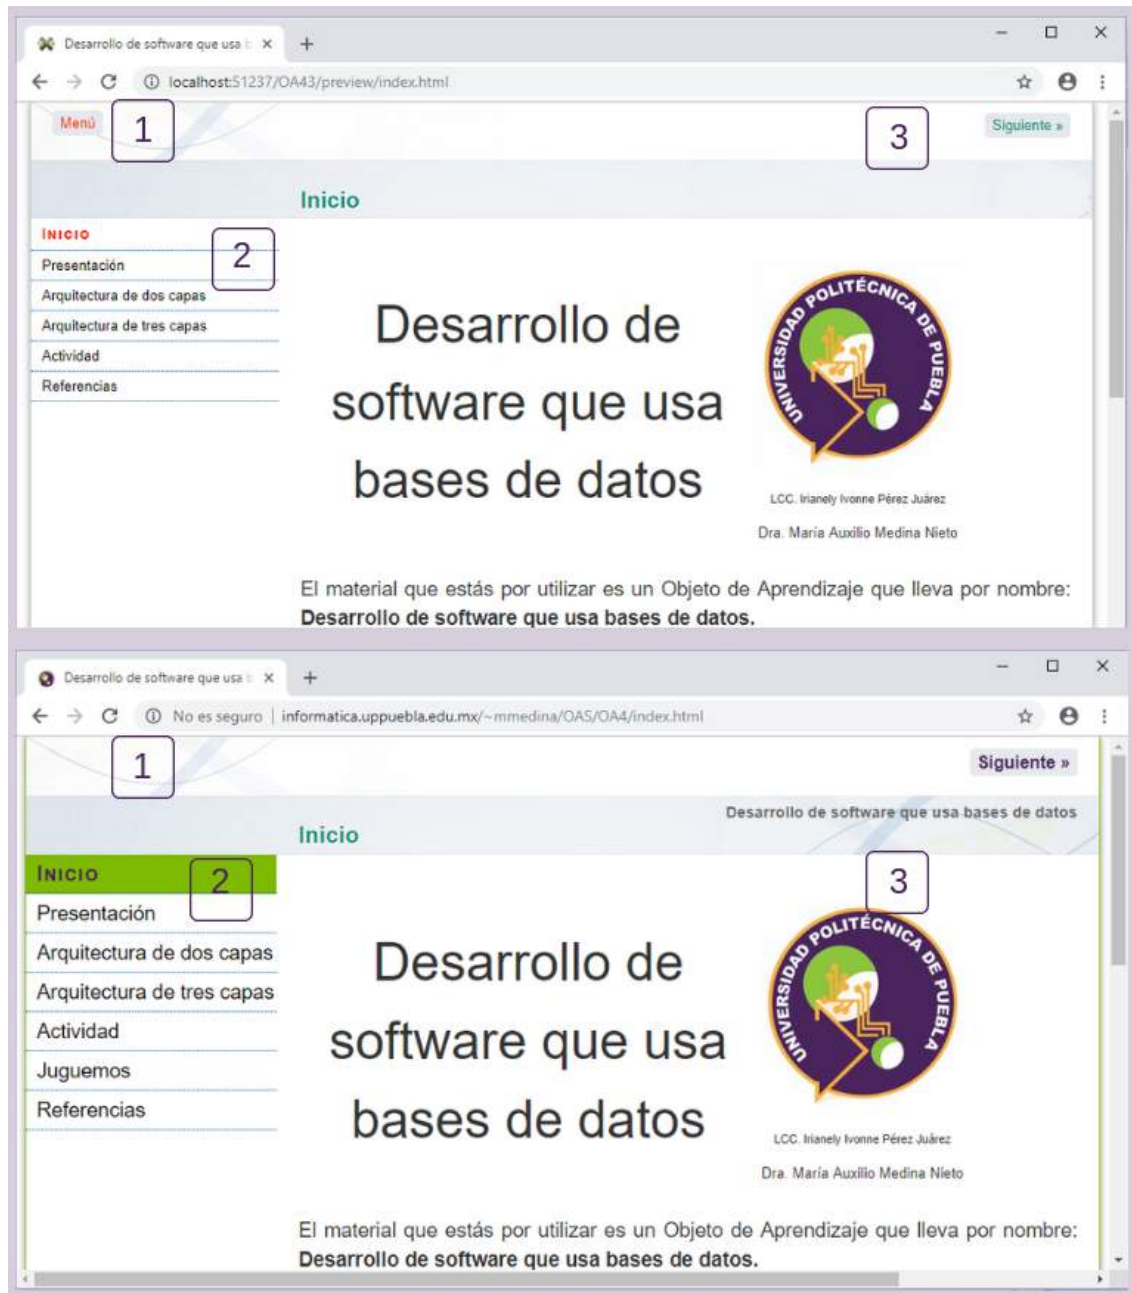 Desarrollo de software que usa b
localhost:51237/OA43/preview/index.html
Menú
1
3
Siguiente »
Inicio
INICIO
2
Presentación
Arquitectura de dos capas
Arquitectura de tres capas
Actividad
Referencias
Desarrollo de
software que usa
bases de datos
UNIVERSIDAD POLITÉCNICA DE PUEBLA
LCC. Irianely Ivonne Pérez Juárez
Dra. María Auxilio Medina Nieto
El material que estás por utilizar es un Objeto de Aprendizaje que lleva por nombre:
Desarrollo de software que usa bases de datos.
Desarrollo de software que usa b
No es seguro | informatica.uppuebla.edu.mx/~mmedina/OAS/OA4/index.html
1
Siguiente »
Desarrollo de software que usa bases de datos
Inicio
INICIO
2
3
Presentación
Arquitectura de dos capas
Arquitectura de tres capas
Actividad
Juguemos
Referencias
Desarrollo de
software que usa
bases de datos
UNIVERSIDAD POLITÉCNICA DE PUEBLA
LCC. Irianely Ivonne Pérez Juárez
Dra. María Auxilio Medina Nieto
El material que estás por utilizar es un Objeto de Aprendizaje que lleva por nombre:
Desarrollo de software que usa bases de datos.